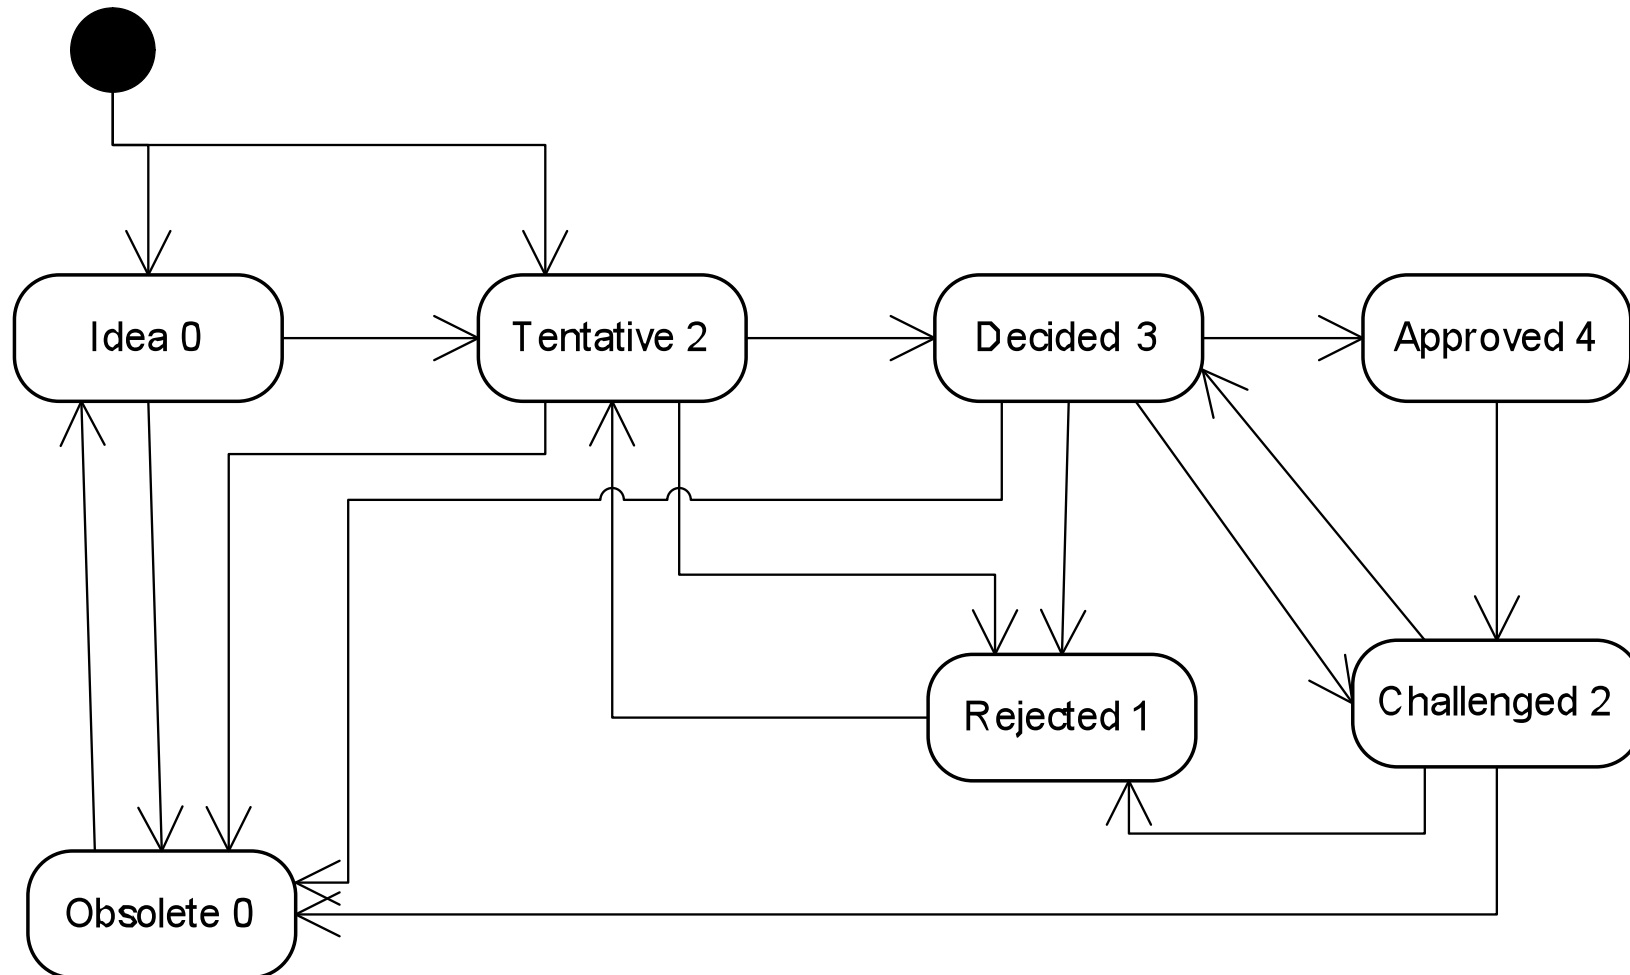 Idea 0
Tentative 2
Decided 3
Approved 4
Rejected 1
Challenged 2
Obsolete 0